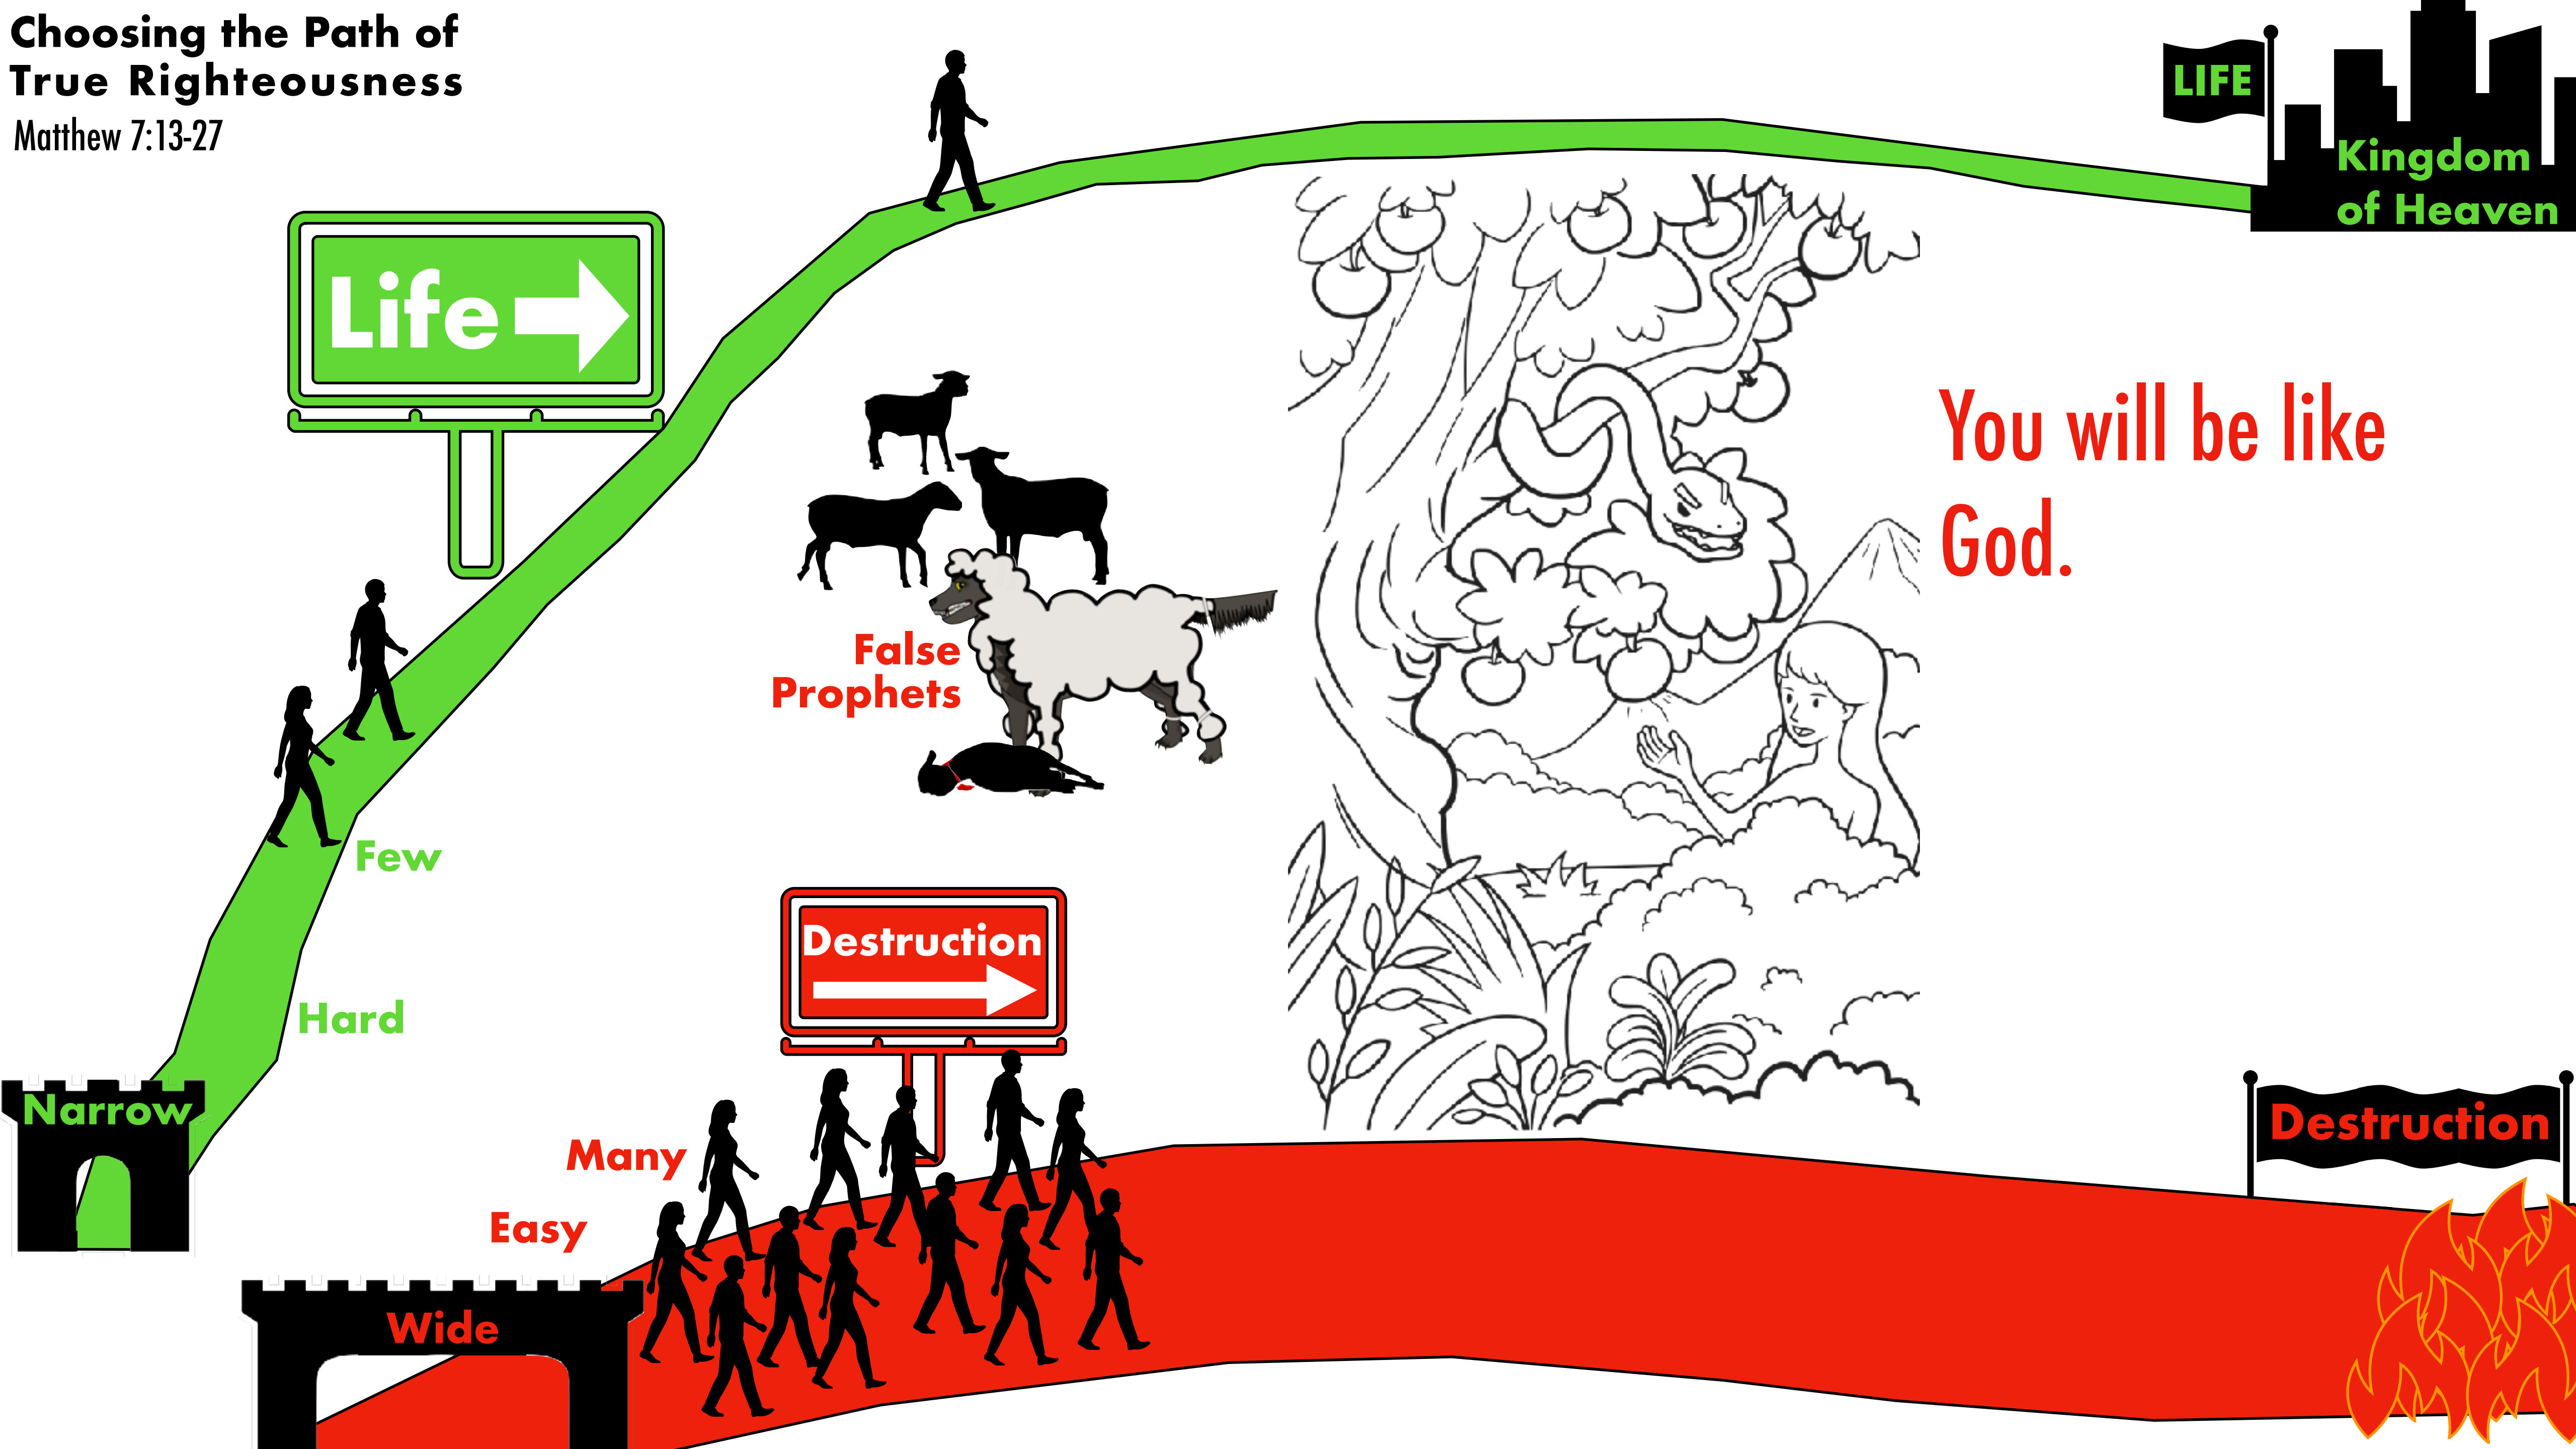 Choosing the Path of
True Righteousness
Matthew 7:13-27
LIFE
Kingdom
of Heaven
Life
You will be like
God.
False
Prophets
Few
Hard
Destruction
Narrow
Many
Easy
Wide
Destruction